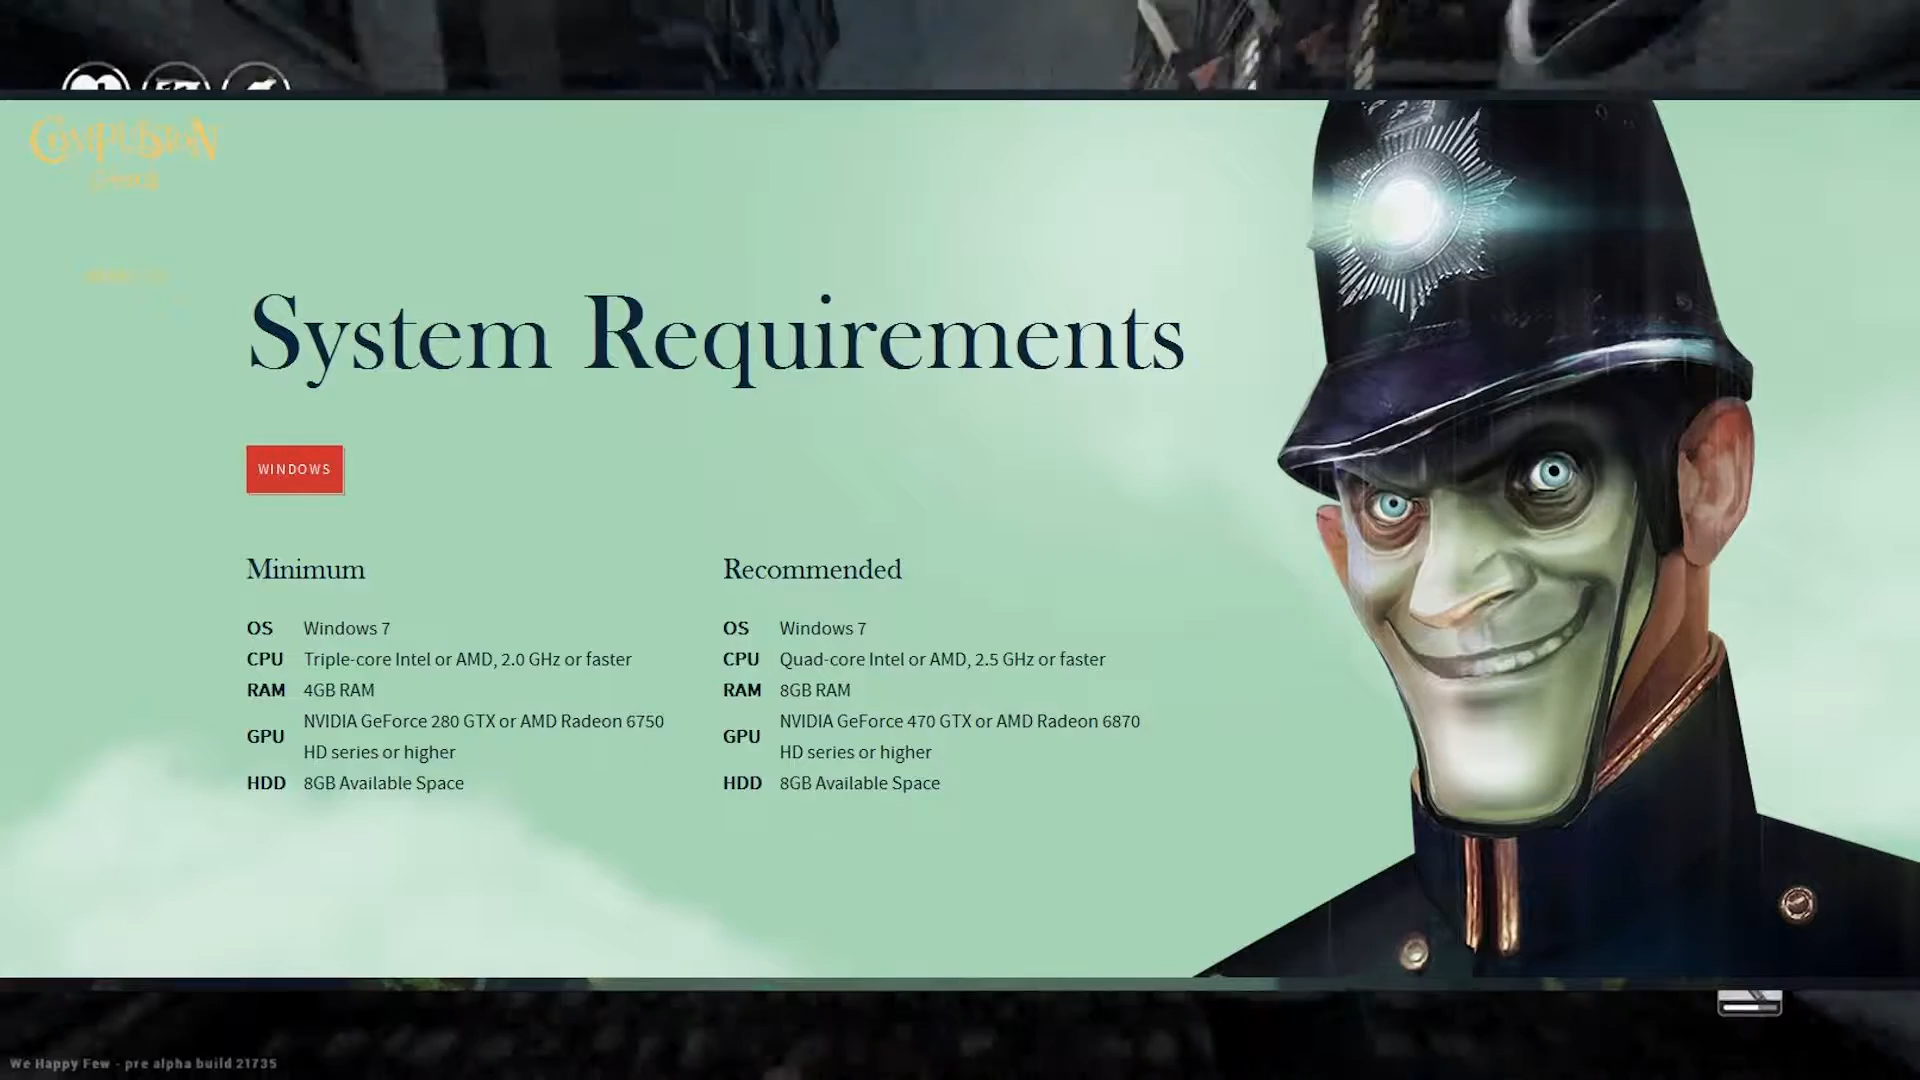 COMPULSION
System Requirements
WINDOWS
Minimum
OS Windows 7
CPU Triple-core Intel or AMD, 2.0 GHz or faster
RAM 4GB RAM
GPU NVIDIA GeForce 280 GTX or AMD Radeon 6750
HD series or higher
HDD 8GB Available Space
Recommended
OS Windows 7
CPU Quad-core Intel or AMD, 2.5 GHz or faster
RAM 8GB RAM
GPU NVIDIA GeForce 470 GTX or AMD Radeon 6870
HD series or higher
HDD 8GB Available Space
We Happy Few - pre alpha build 21735